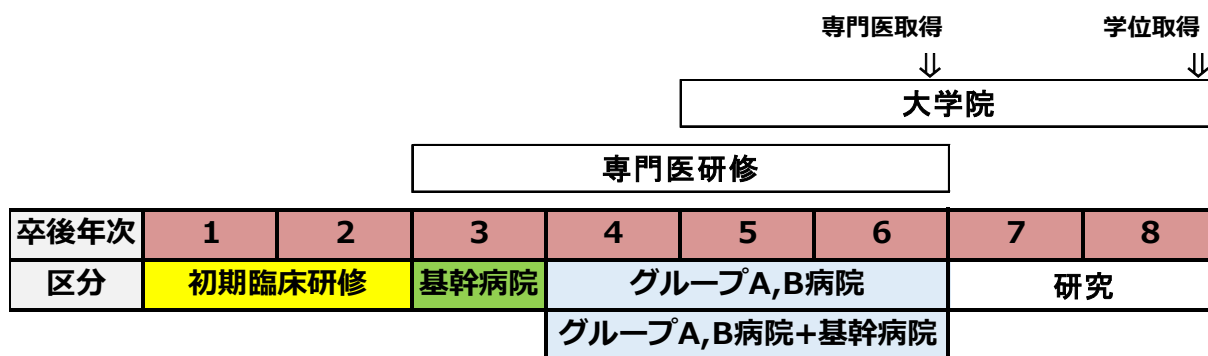 専門医取得 学位取得
⇓ ⇓
大学院
専門医研修
卒後年次 1 2 3 4 5 6 7 8
区分 初期臨床研修 基幹病院 グループA,B病院 研究
グループA,B病院+基幹病院